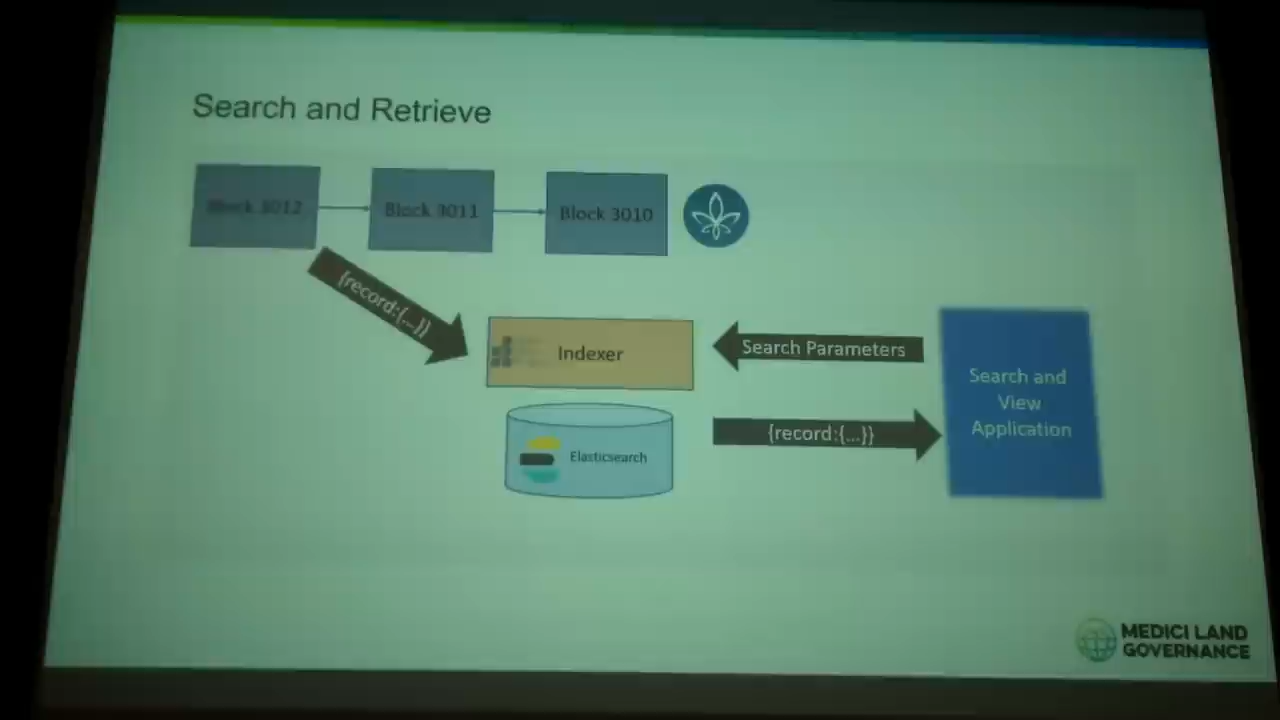 Search and Retrieve
Block 3012
Block 3011
Block 3010
{record:{...}}
Indexer
Search Parameters
Search and
View
Application
{record:{...}}
Elasticsearch
MEDICI LAND
GOVERNANCE